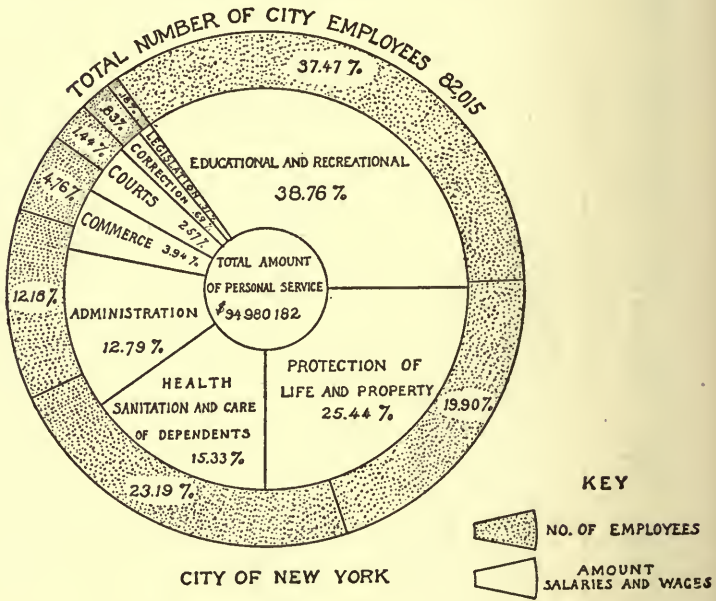 TOTAL NUMBER OF CITY EMPLOYEES 82,015
37.47 %
.83%
1.44%
4.76%
12.18%
23.19 %
19.90%
EDUCATIONAL AND RECREATIONAL
38.76 %
LEGISLATION
CORRECTION
COURTS
2.57%
COMMERCE 3.94 %
ADMINISTRATION
12.79 %
HEALTH
SANITATION AND CARE
OF DEPENDENTS
15.33 %
PROTECTION OF
LIFE AND PROPERTY
25.44 %
TOTAL AMOUNT
OF PERSONAL SERVICE
$94980182
KEY
NO. OF EMPLOYEES
AMOUNT
SALARIES AND WAGES
CITY OF NEW YORK